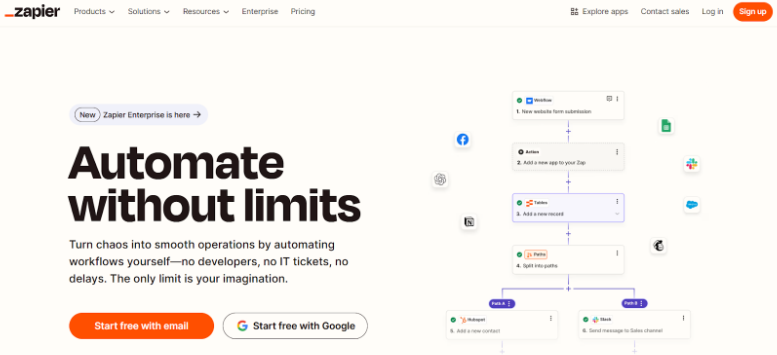 zapier
Products Solutions Resources Enterprise Pricing
Explore apps Contact sales Log in Sign up
New Zapier Enterprise is here →
Automate
without limits
Turn chaos into smooth operations by automating
workflows yourself—no developers, no IT tickets, no
delays. The only limit is your imagination.
Start free with email
Start free with Google
Webflow
1. New website form submission
Action
2. Add a new app to your Zap
Tables
3. Add a new record
Paths
4. Split into paths
Path A
Path B
Hubspot
5. Add a new contact
Slack
6. Send message to Sales channel